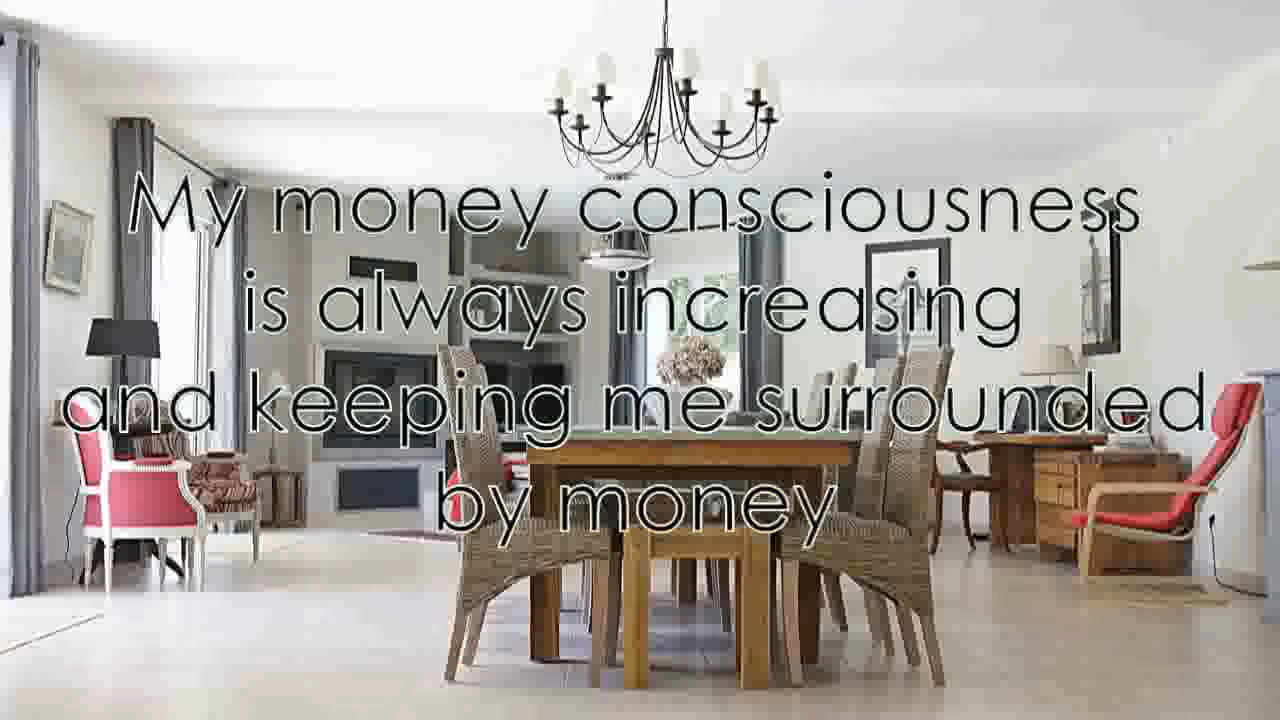 My money consciousness
is always increasing
and keeping me surrounded
by money